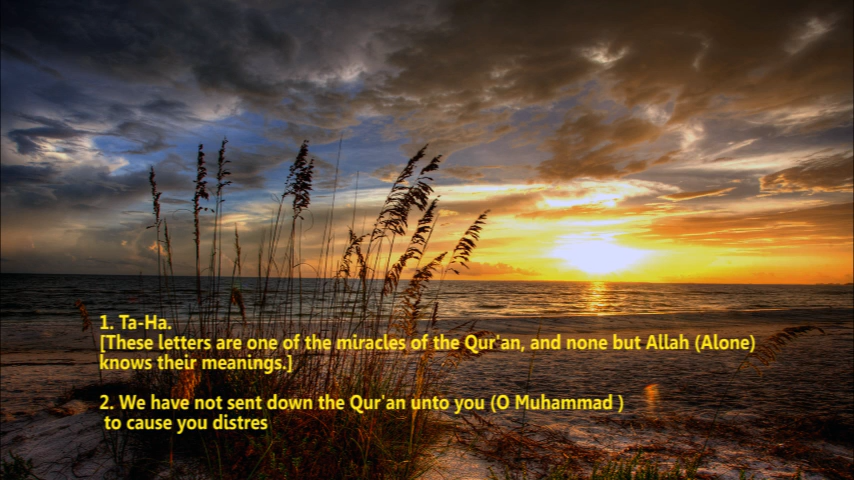 1. Ta-Ha.
[These letters are one of the miracles of the Qur'an, and none but Allah (Alone)
knows their meanings.]
2. We have not sent down the Qur'an unto you (O Muhammad )
to cause you distres